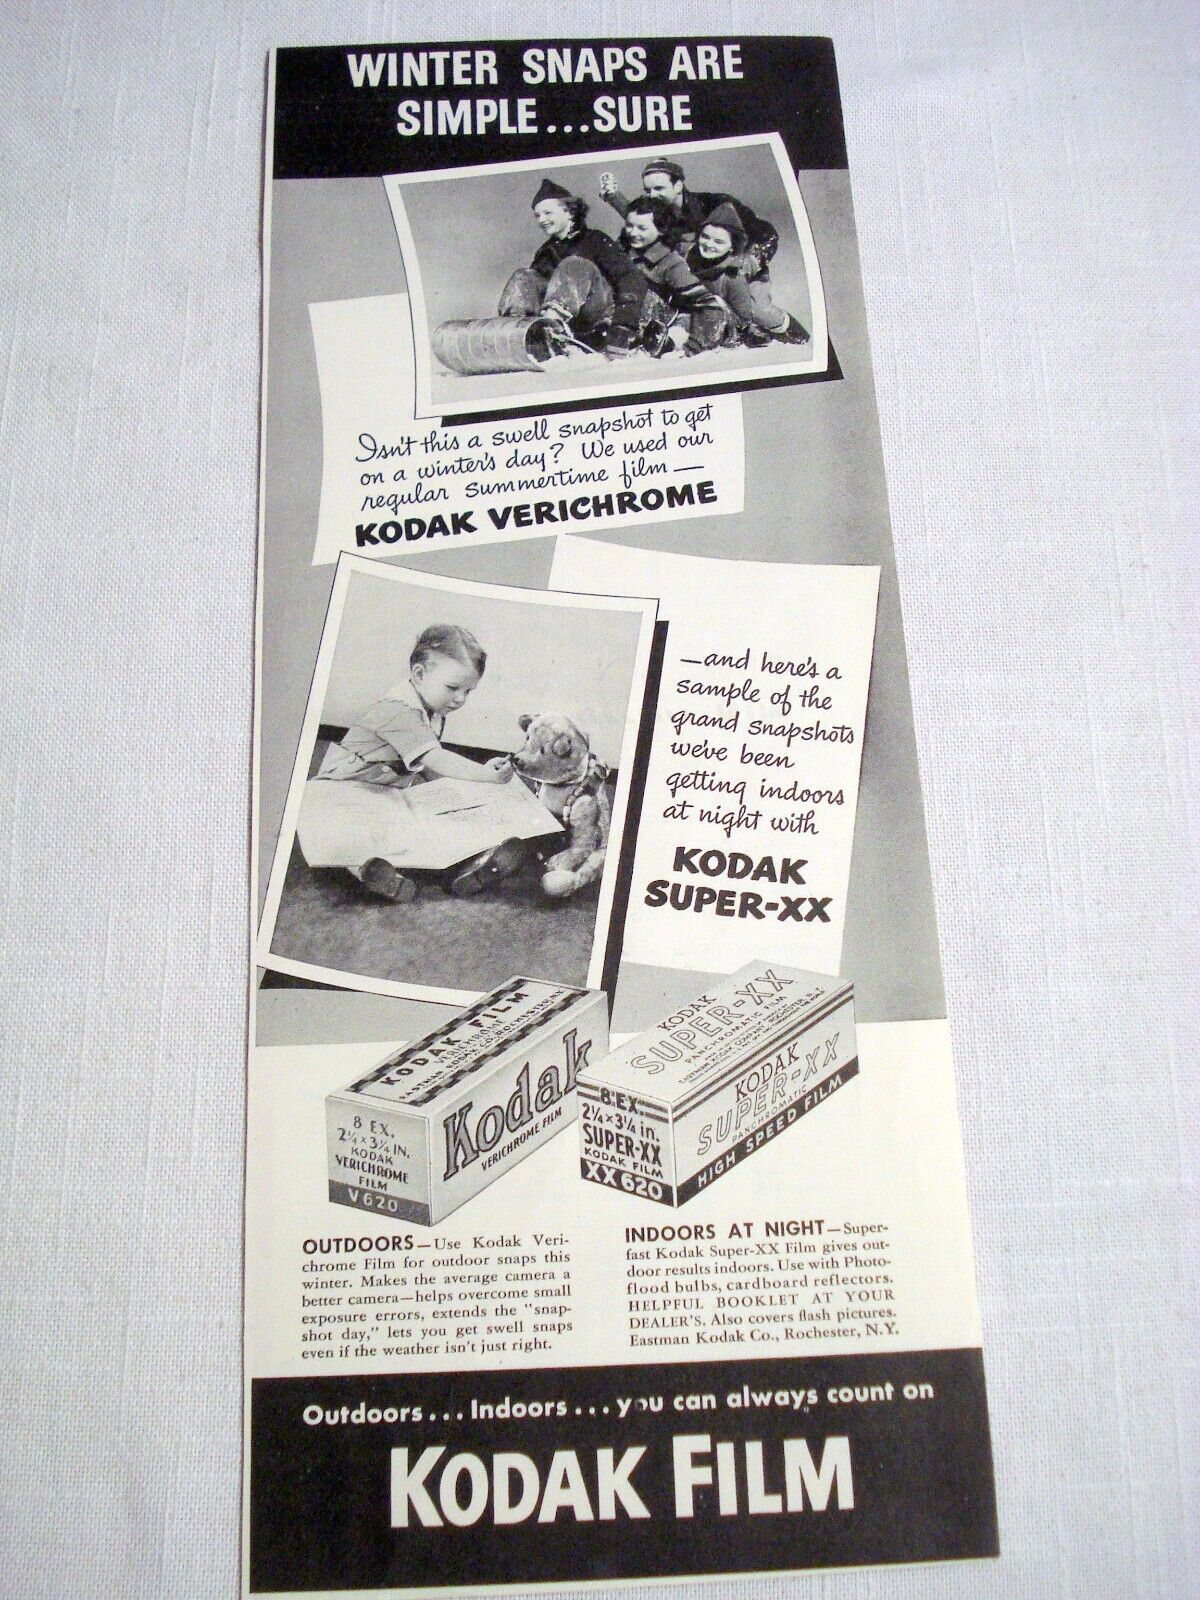 WINTER SNAPS ARE
SIMPLE...SURE
Isn't this a swell snapshot to get
on a winter's day? We used our
regular summertime film—
KODAK VERICHROME
—and here's a
sample of the
grand snapshots
we've been
getting indoors
at night with
KODAK
SUPER-XX
KODAK FILM
VERICHROME
EASTMAN KODAK CO., ROCHESTER, N.Y.
Kodak
VERICHROME FILM
8 EX.
2¼ x 3¼ IN.
KODAK
VERICHROME
FILM
V620
KODAK
SUPER-XX
PANCHROMATIC FILM
KODAK
SUPER-XX
PANCHROMATIC
HIGH SPEED FILM
8 EX.
2¼ x 3¼ in.
SUPER-XX
KODAK FILM
XX 620
OUTDOORS—Use Kodak Veri-
chrome Film for outdoor snaps this
winter. Makes the average camera a
better camera—helps overcome small
exposure errors, extends the "snap-
shot day," lets you get swell snaps
even if the weather isn't just right.
INDOORS AT NIGHT—Super-
fast Kodak Super-XX Film gives out-
door results indoors. Use with Photo-
flood bulbs, cardboard reflectors.
HELPFUL BOOKLET AT YOUR
DEALER'S. Also covers flash pictures.
Eastman Kodak Co., Rochester, N.Y.
Outdoors...Indoors...you can always count on
KODAK FILM